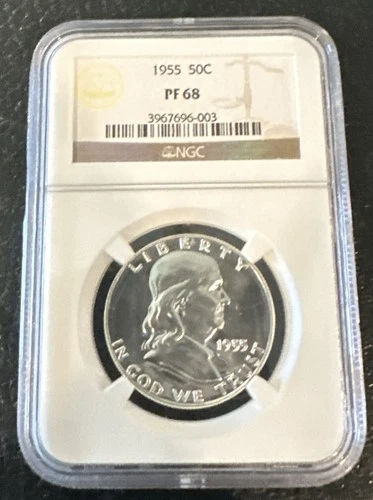 1955 50C
PF 68
3967696-003
NGC
LIBERTY
1955
IN GOD WE TRUST